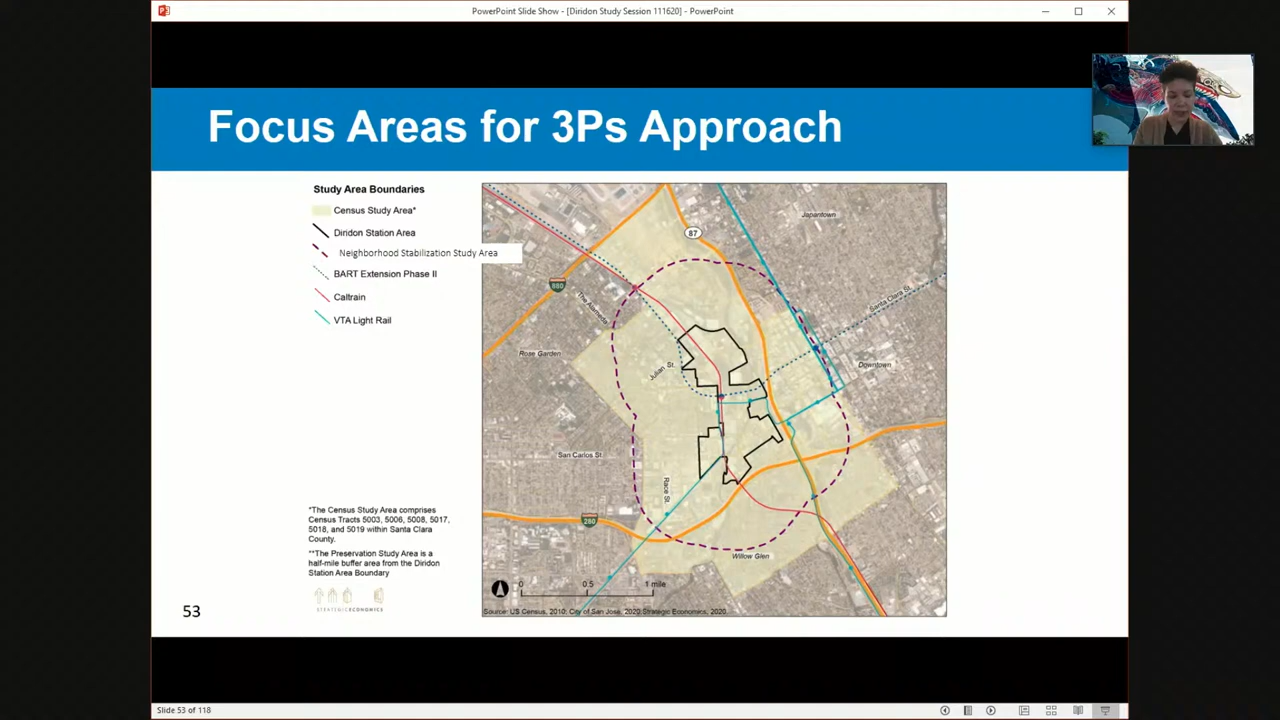 PowerPoint Slide Show - [Diridon Study Session 111620] - PowerPoint
Focus Areas for 3Ps Approach
Study Area Boundaries
Census Study Area*
Diridon Station Area
Neighborhood Stabilization Study Area
BART Extension Phase II
Caltrain
VTA Light Rail
*The Census Study Area comprises
Census Tracts 5003, 5006, 5008, 5017,
5018, and 5019 within Santa Clara
County.
**The Preservation Study Area is a
half-mile buffer area from the Diridon
Station Area Boundary
STRATEGICECONOMICS
53
87
Japantown
880
The Alameda
Santa Clara St.
Rose Garden
Julian St.
Downtown
San Carlos St.
Race St.
280
Willow Glen
0 0.5 1 mile
Source: US Census, 2010; City of San José, 2020; Strategic Economics, 2020.
Slide 53 of 118